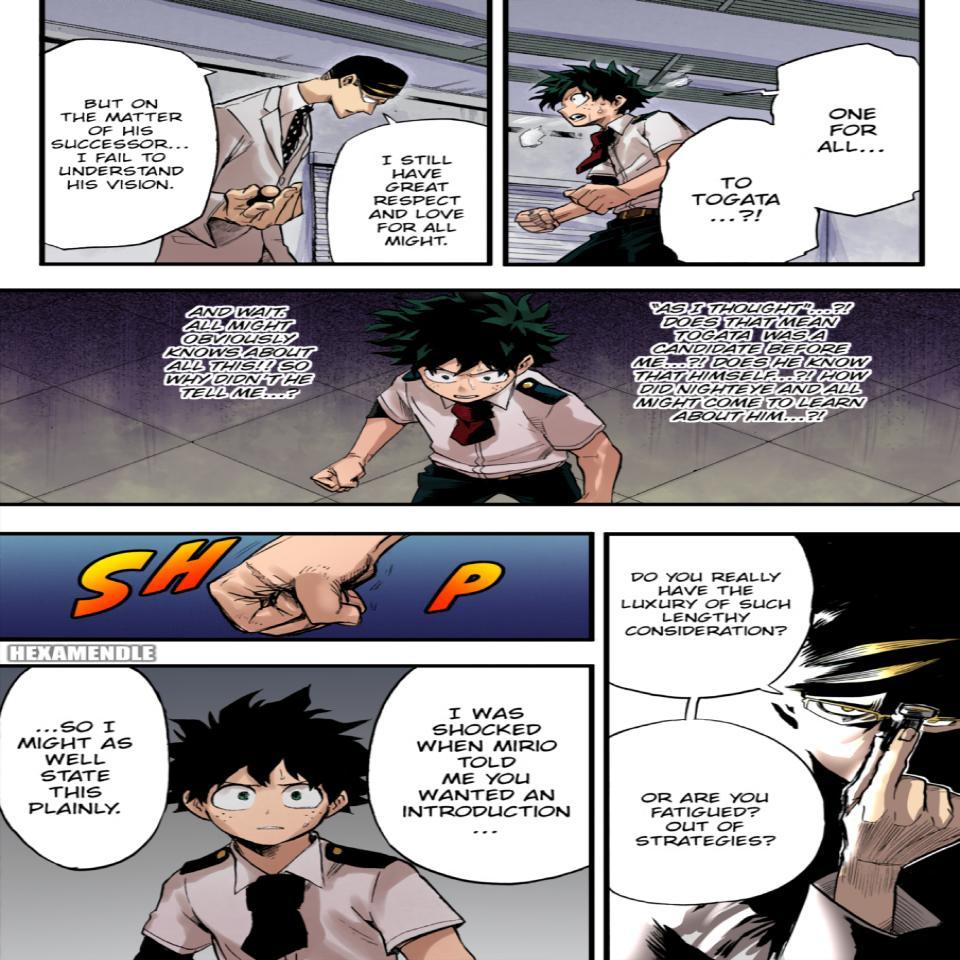 ONE
FOR
ALL...
TO
TOGATA
...?!
I STILL
HAVE
GREAT
RESPECT
AND LOVE
FOR ALL
MIGHT.
BUT ON
THE MATTER
OF HIS
SUCCESSOR...
I FAIL TO
UNDERSTAND
HIS VISION.
"AS I THOUGHT"...?!
DOES THAT MEAN
TOGATA WAS A
CANDIDATE BEFORE
ME...?! DOES HE KNOW
THAT HIMSELF...?! HOW
DID NIGHTEYE AND ALL
MIGHT COME TO LEARN
ABOUT HIM...?!
AND WAIT.
ALL MIGHT
OBVIOUSLY
KNOWS ABOUT
ALL THIS!! SO
WHY DIDN'T HE
TELL ME...?
DO YOU REALLY
HAVE THE
LUXURY OF SUCH
LENGTHY
CONSIDERATION?
OR ARE YOU
FATIGUED?
OUT OF
STRATEGIES?
SH P
HEXAMENDLE
I WAS
SHOCKED
WHEN MIRIO
TOLD
ME YOU
WANTED AN
INTRODUCTION
...
...SO I
MIGHT AS
WELL
STATE
THIS
PLAINLY.